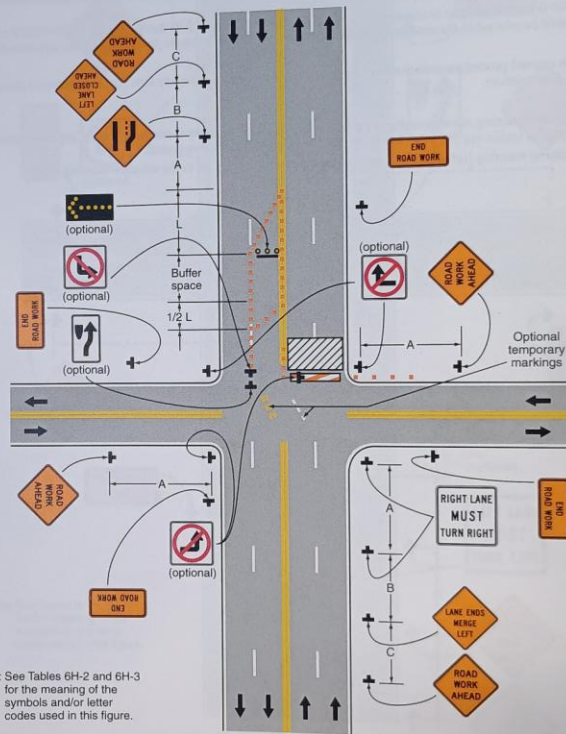 ROAD
WORK
AHEAD
LEFT
LANE
CLOSED
AHEAD
C
B
A
L
(optional)
Buffer
space
(optional)
1/2 L
END
ROAD WORK
(optional)
END
ROAD WORK
(optional)
ROAD
WORK
AHEAD
A
Optional
temporary
markings
ROAD
WORK
AHEAD
A
END
ROAD WORK
(optional)
RIGHT LANE
MUST
TURN RIGHT
END
ROAD WORK
A
B
C
LANE ENDS
MERGE
LEFT
ROAD
WORK
AHEAD
: See Tables 6H-2 and 6H-3
for the meaning of the
symbols and/or letter
codes used in this figure.